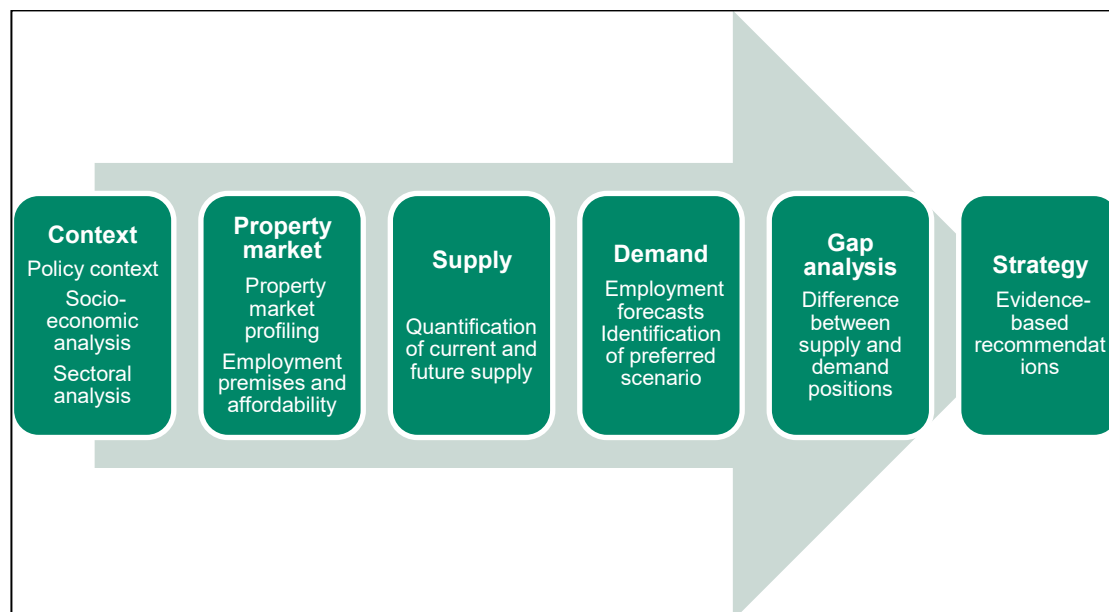 Context
Policy context
Socio-
economic
analysis
Sectoral
analysis
Property
market
Property
market
profiling
Employment
premises and
affordability
Supply
Quantification
of current and
future supply
Demand
Employment
forecasts
Identification
of preferred
scenario
Gap
analysis
Difference
between
supply and
demand
positions
Strategy
Evidence-
based
recommendat
ions